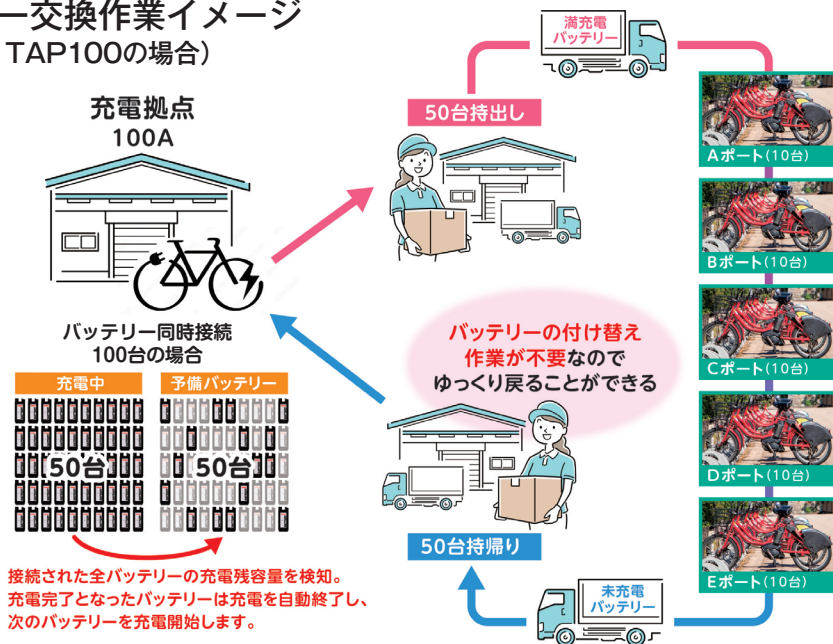 ー交換作業イメージ
TAP100の場合）
充電拠点
100A
バッテリー同時接続
100台の場合
充電中
予備バッテリー
50台
50台
接続された全バッテリーの充電残容量を検知。
充電完了となったバッテリーは充電を自動終了し、
次のバッテリーを充電開始します。
50台持出し
満充電
バッテリー
Aポート(10台)
Bポート(10台)
Cポート(10台)
Dポート(10台)
Eポート(10台)
バッテリーの付け替え
作業が不要なので
ゆっくり戻ることができる
50台持帰り
未充電
バッテリー